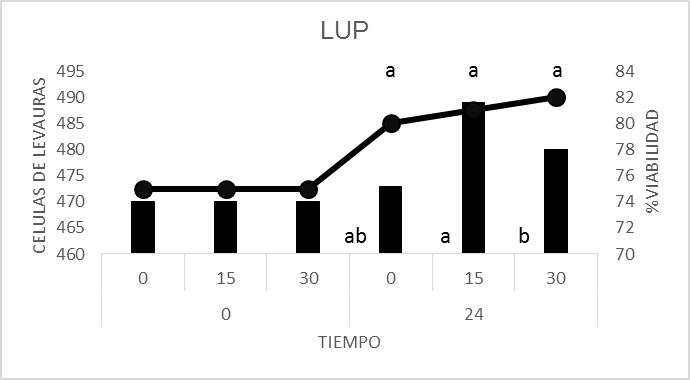 LUP
CELULAS DE LEVAURAS
495
490
485
480
475
470
465
460
a a a
ab a b
84
82
80
78
76
74
72
70
%VIABILIDAD
0 15 30 0 15 30
0 24
TIEMPO